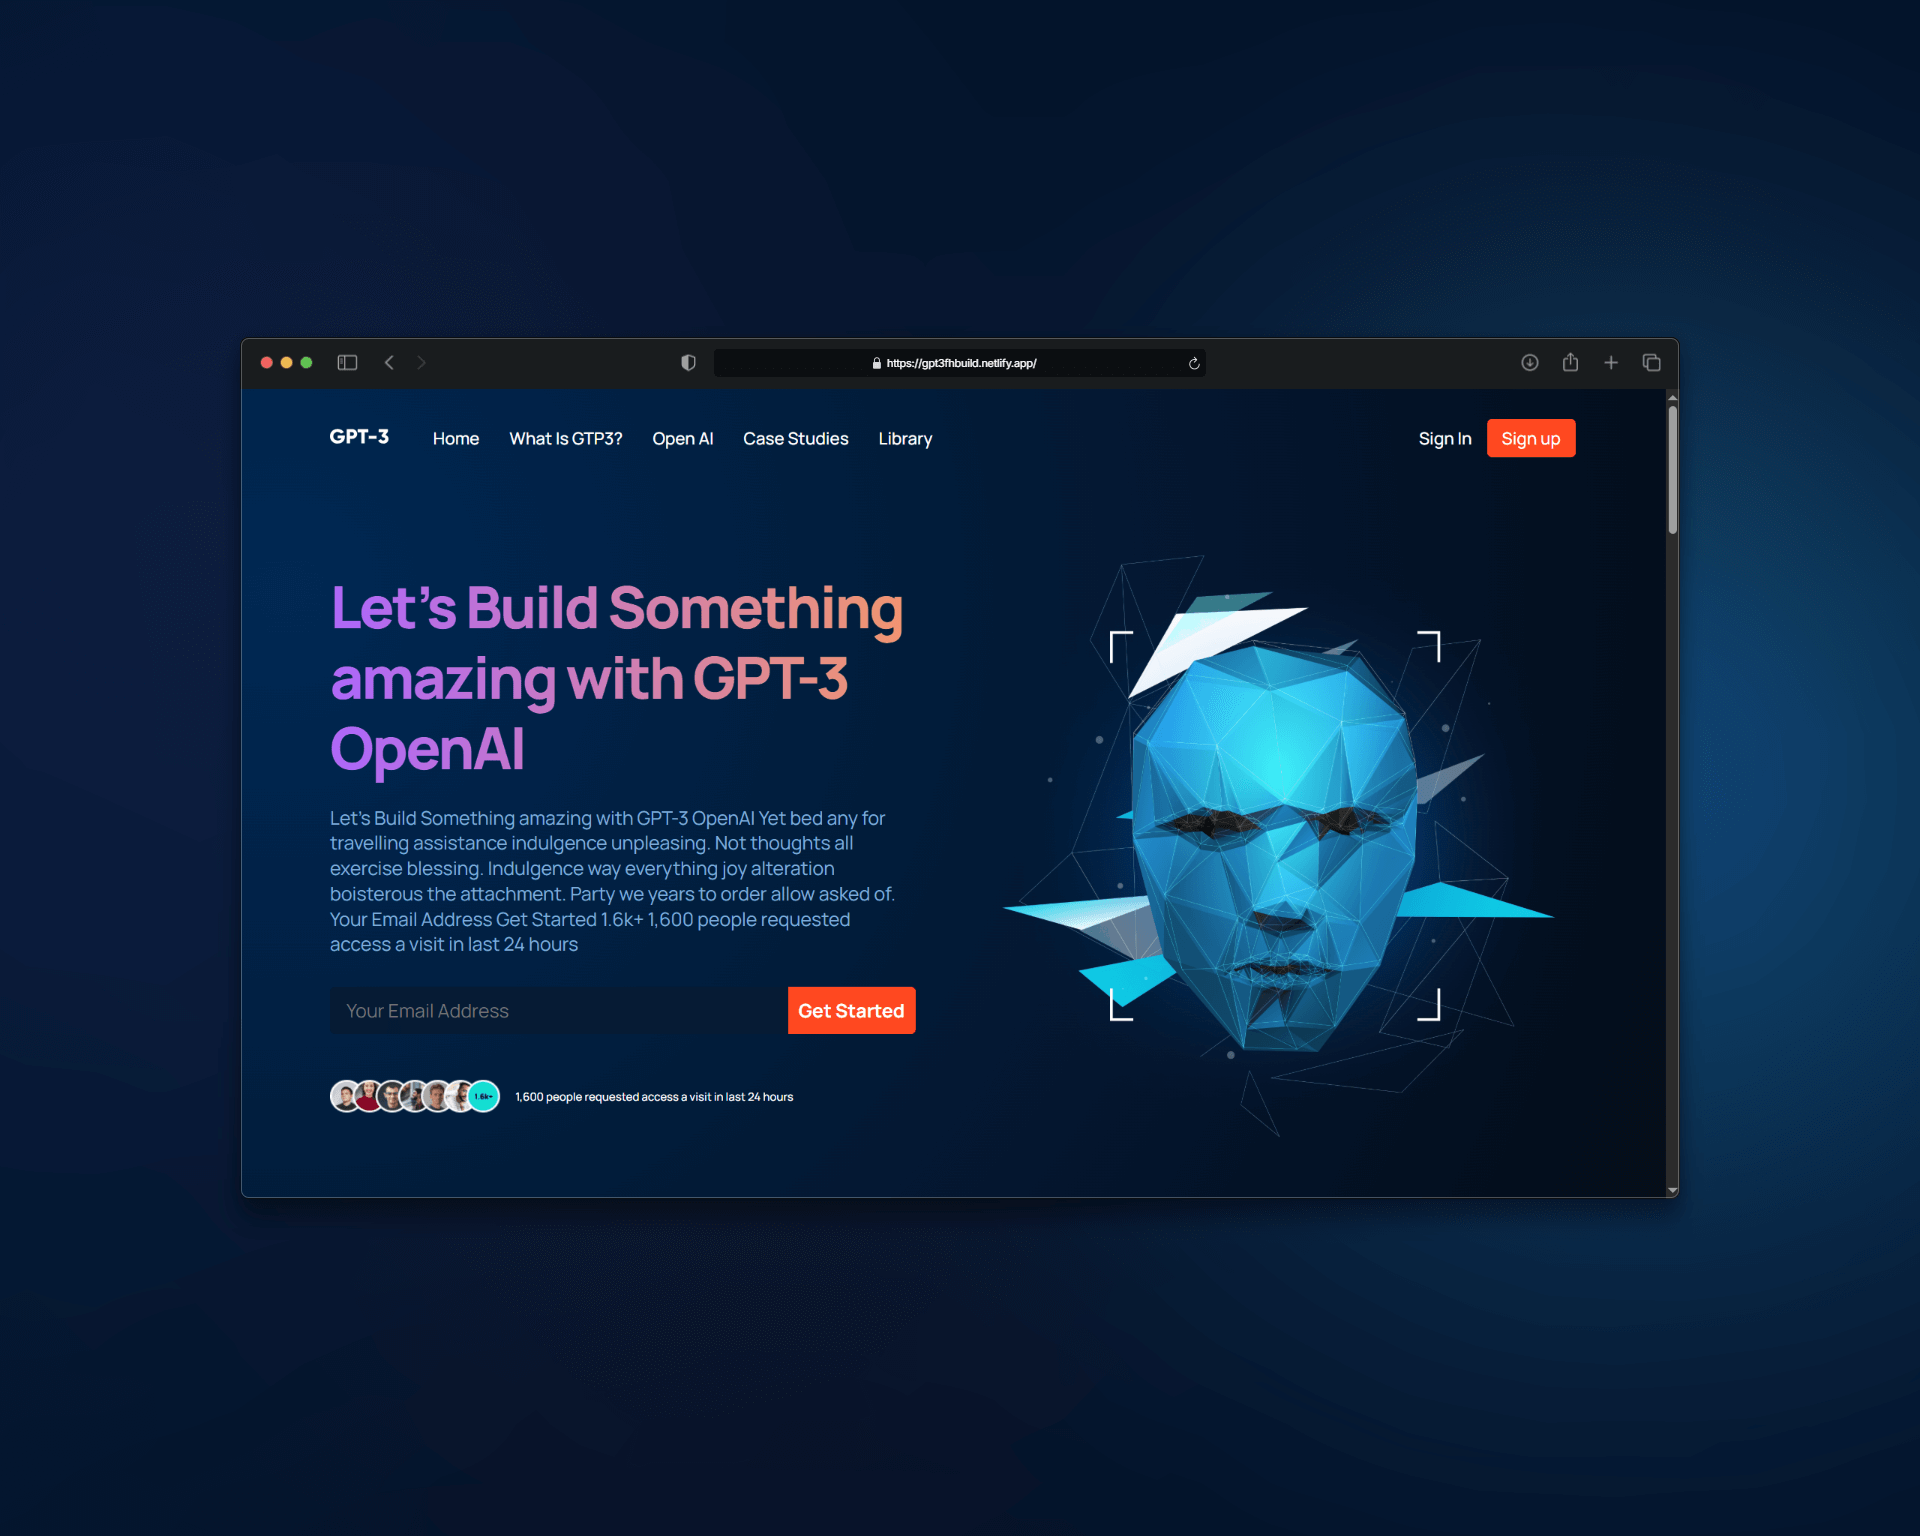 https://gpt3fhbuild.netlify.app/
GPT-3
Home
What Is GTP3?
Open AI
Case Studies
Library
Sign In
Sign up
Let's Build Something
amazing with GPT-3
OpenAI
Let's Build Something amazing with GPT-3 OpenAI Yet bed any for
travelling assistance indulgence unpleasing. Not thoughts all
exercise blessing. Indulgence way everything joy alteration
boisterous the attachment. Party we years to order allow asked of.
Your Email Address Get Started 1.6k+ 1,600 people requested
access a visit in last 24 hours
Your Email Address
Get Started
1.6k+
1,600 people requested access a visit in last 24 hours